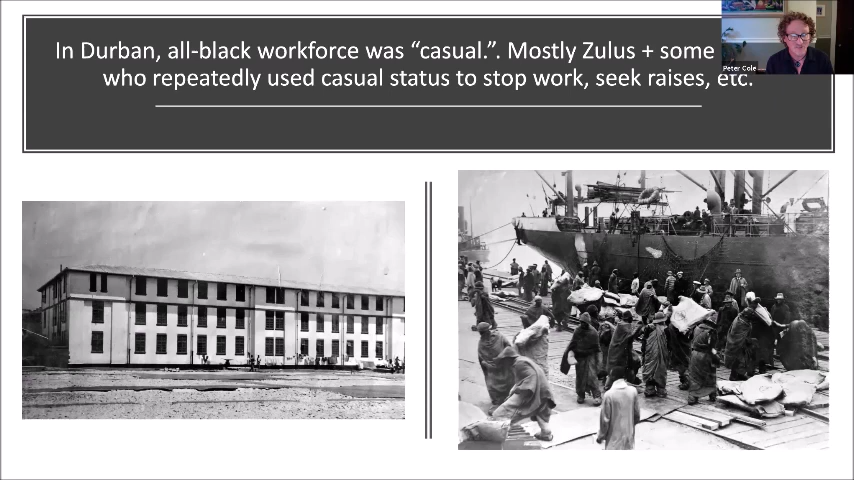 In Durban, all-black workforce was “casual.”. Mostly Zulus + some
who repeatedly used casual status to stop work, seek raises, etc.
Peter Cole